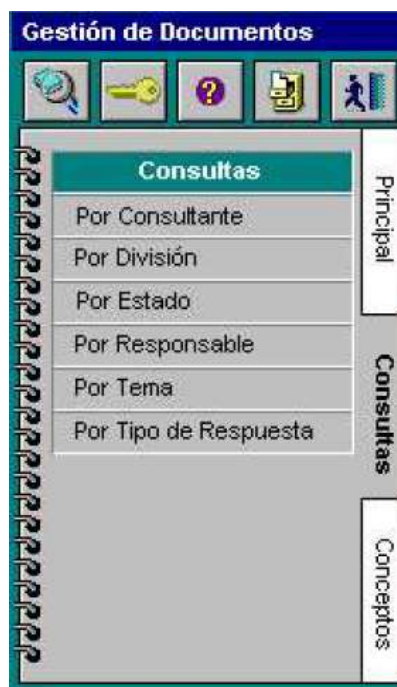 Gestión de Documentos
?
Consultas
Por Consultante
Por División
Por Estado
Por Responsable
Por Tema
Por Tipo de Respuesta
Principal
Consultas
Conceptos